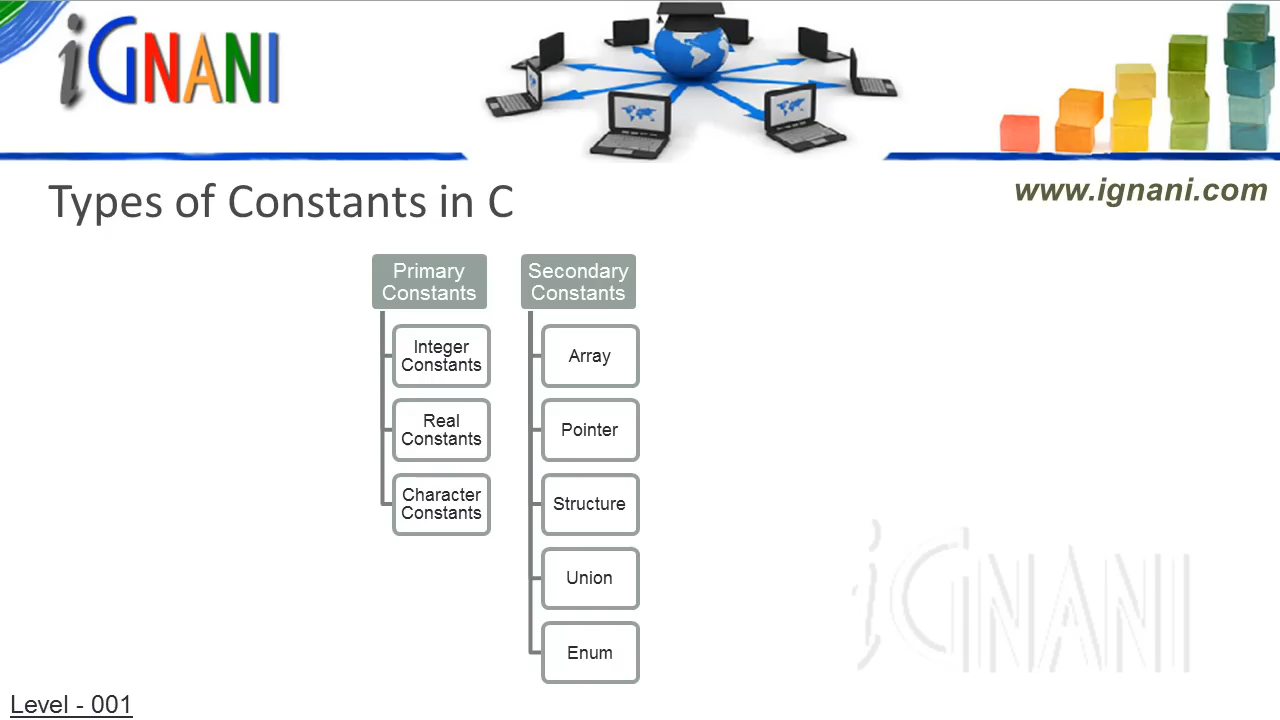 iGNANI
www.ignani.com
Types of Constants in C
Primary
Constants
Integer
Constants
Real
Constants
Character
Constants
Secondary
Constants
Array
Pointer
Structure
Union
Enum
iGNANI
Level - 001